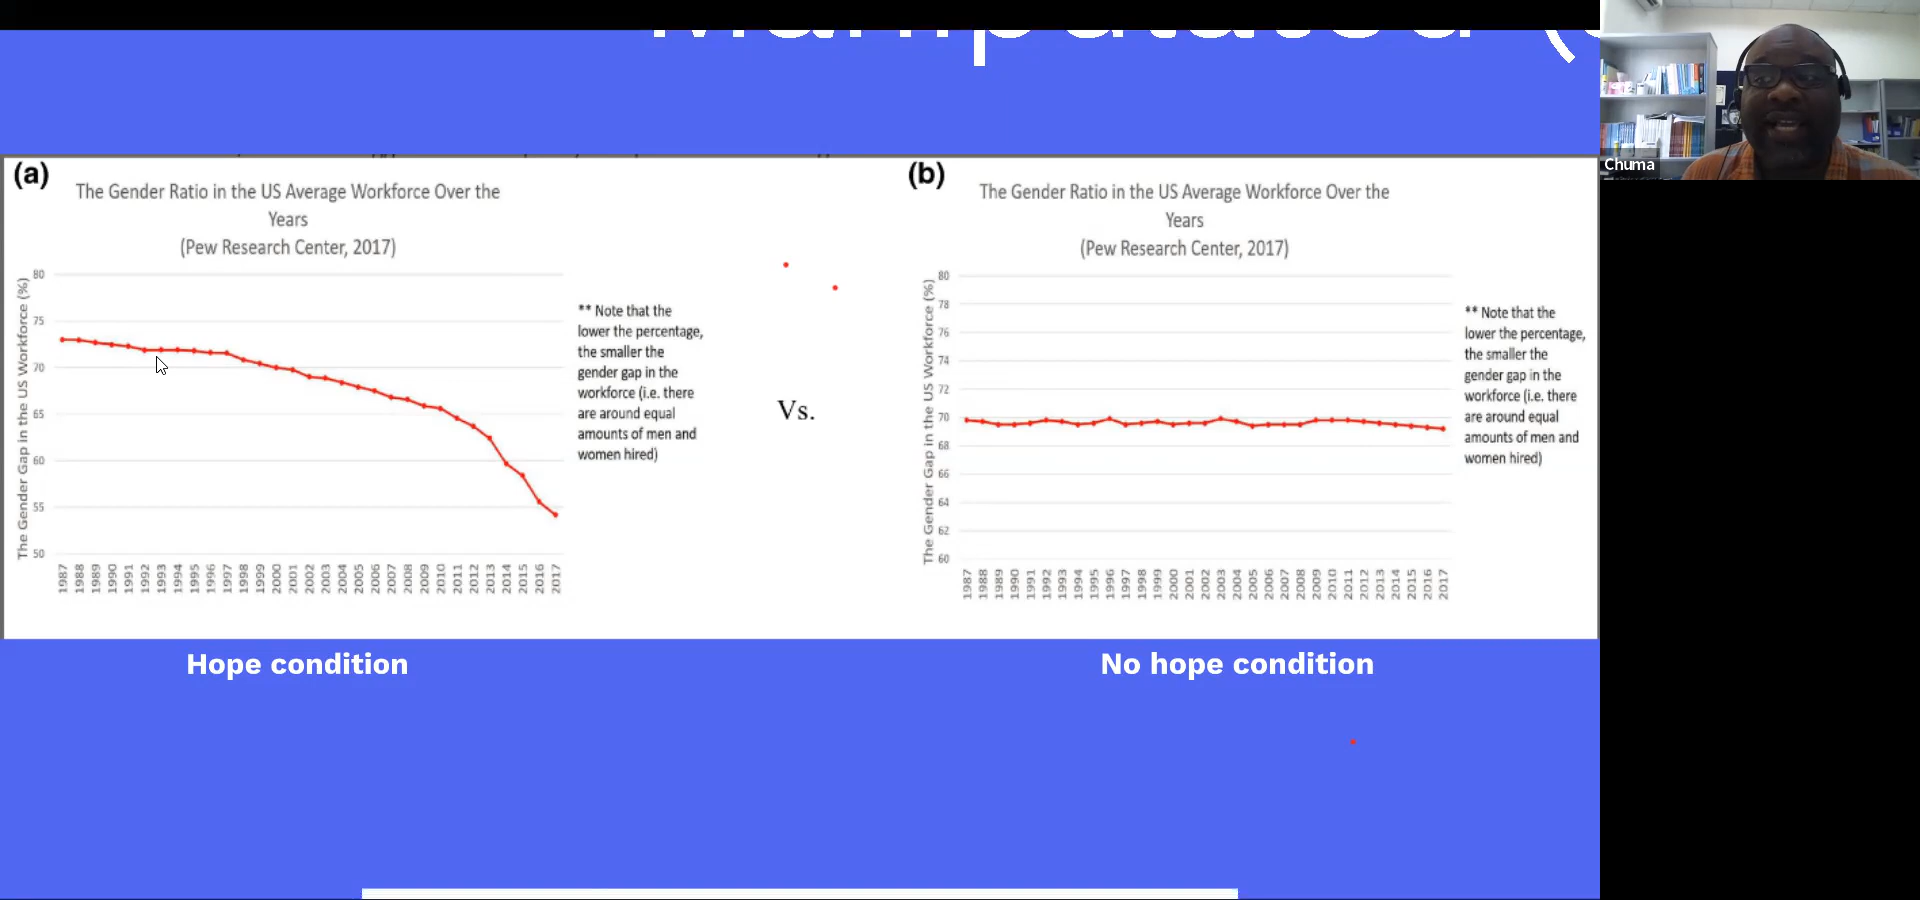 (a)
The Gender Ratio in the US Average Workforce Over the
Years
(Pew Research Center, 2017)
The Gender Gap in the US Workforce (%)
80
75
70
65
60
55
50
1987 1988 1989 1990 1991 1992 1993 1994 1995 1996 1997 1998 1999 2000 2001 2002 2003 2004 2005 2006 2007 2008 2009 2010 2011 2012 2013 2014 2015 2016 2017
** Note that the
lower the percentage,
the smaller the
gender gap in the
workforce (i.e. there
are around equal
amounts of men and
women hired)
Vs.
(b)
The Gender Ratio in the US Average Workforce Over the
Years
(Pew Research Center, 2017)
The Gender Gap in the US Workforce (%)
80
78
76
74
72
70
68
66
64
62
60
1987 1988 1989 1990 1991 1992 1993 1994 1995 1996 1997 1998 1999 2000 2001 2002 2003 2004 2005 2006 2007 2008 2009 2010 2011 2012 2013 2014 2015 2016 2017
** Note that the
lower the percentage,
the smaller the
gender gap in the
workforce (i.e. there
are around equal
amounts of men and
women hired)
Hope condition
No hope condition
Chuma